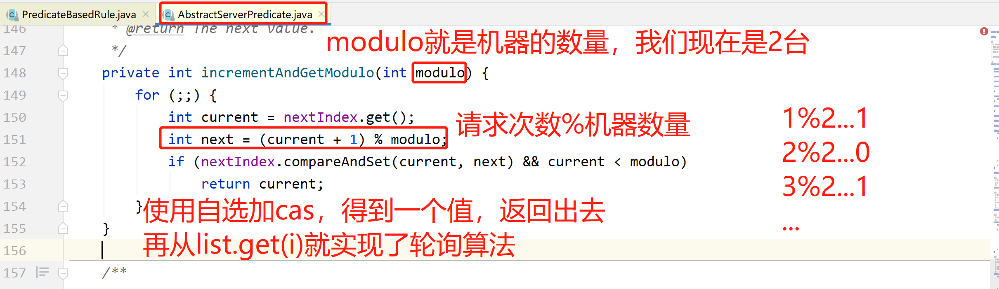 PredicateBasedRule.java AbstractServerPredicate.java
146 * @return The next value.
147 */ modulo就是机器的数量，我们现在是2台
148 private int incrementAndGetModulo(int modulo) {
149 for (;;) {
150 int current = nextIndex.get();
151 int next = (current + 1) % modulo;
请求次数%机器数量
1%2...1
152 if (nextIndex.compareAndSet(current, next) && current < modulo)
2%2...0
153 return current;
3%2...1
154 }
使用自选加cas，得到一个值，返回出去
...
155 }
再从list.get(i)就实现了轮询算法
156
157 /**